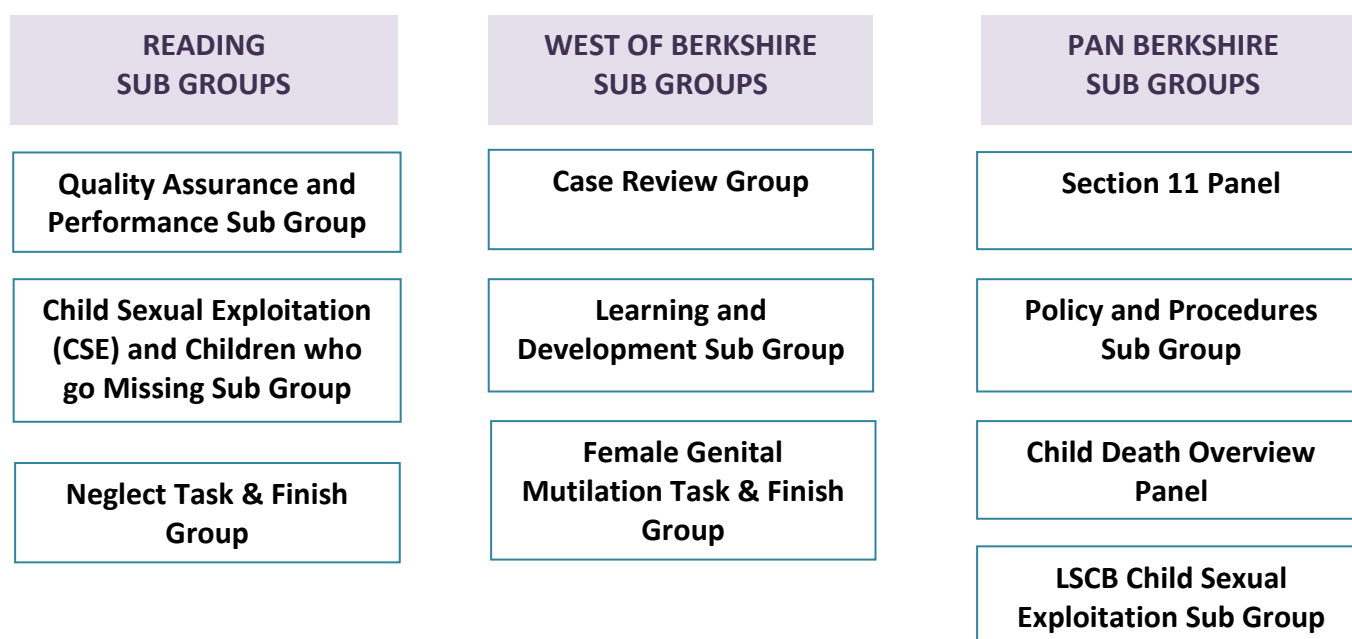 READING
SUB GROUPS
Quality Assurance and
Performance Sub Group
Child Sexual Exploitation
(CSE) and Children who
go Missing Sub Group
Neglect Task & Finish
Group
WEST OF BERKSHIRE
SUB GROUPS
Case Review Group
Learning and
Development Sub Group
Female Genital
Mutilation Task & Finish
Group
PAN BERKSHIRE
SUB GROUPS
Section 11 Panel
Policy and Procedures
Sub Group
Child Death Overview
Panel
LSCB Child Sexual
Exploitation Sub Group